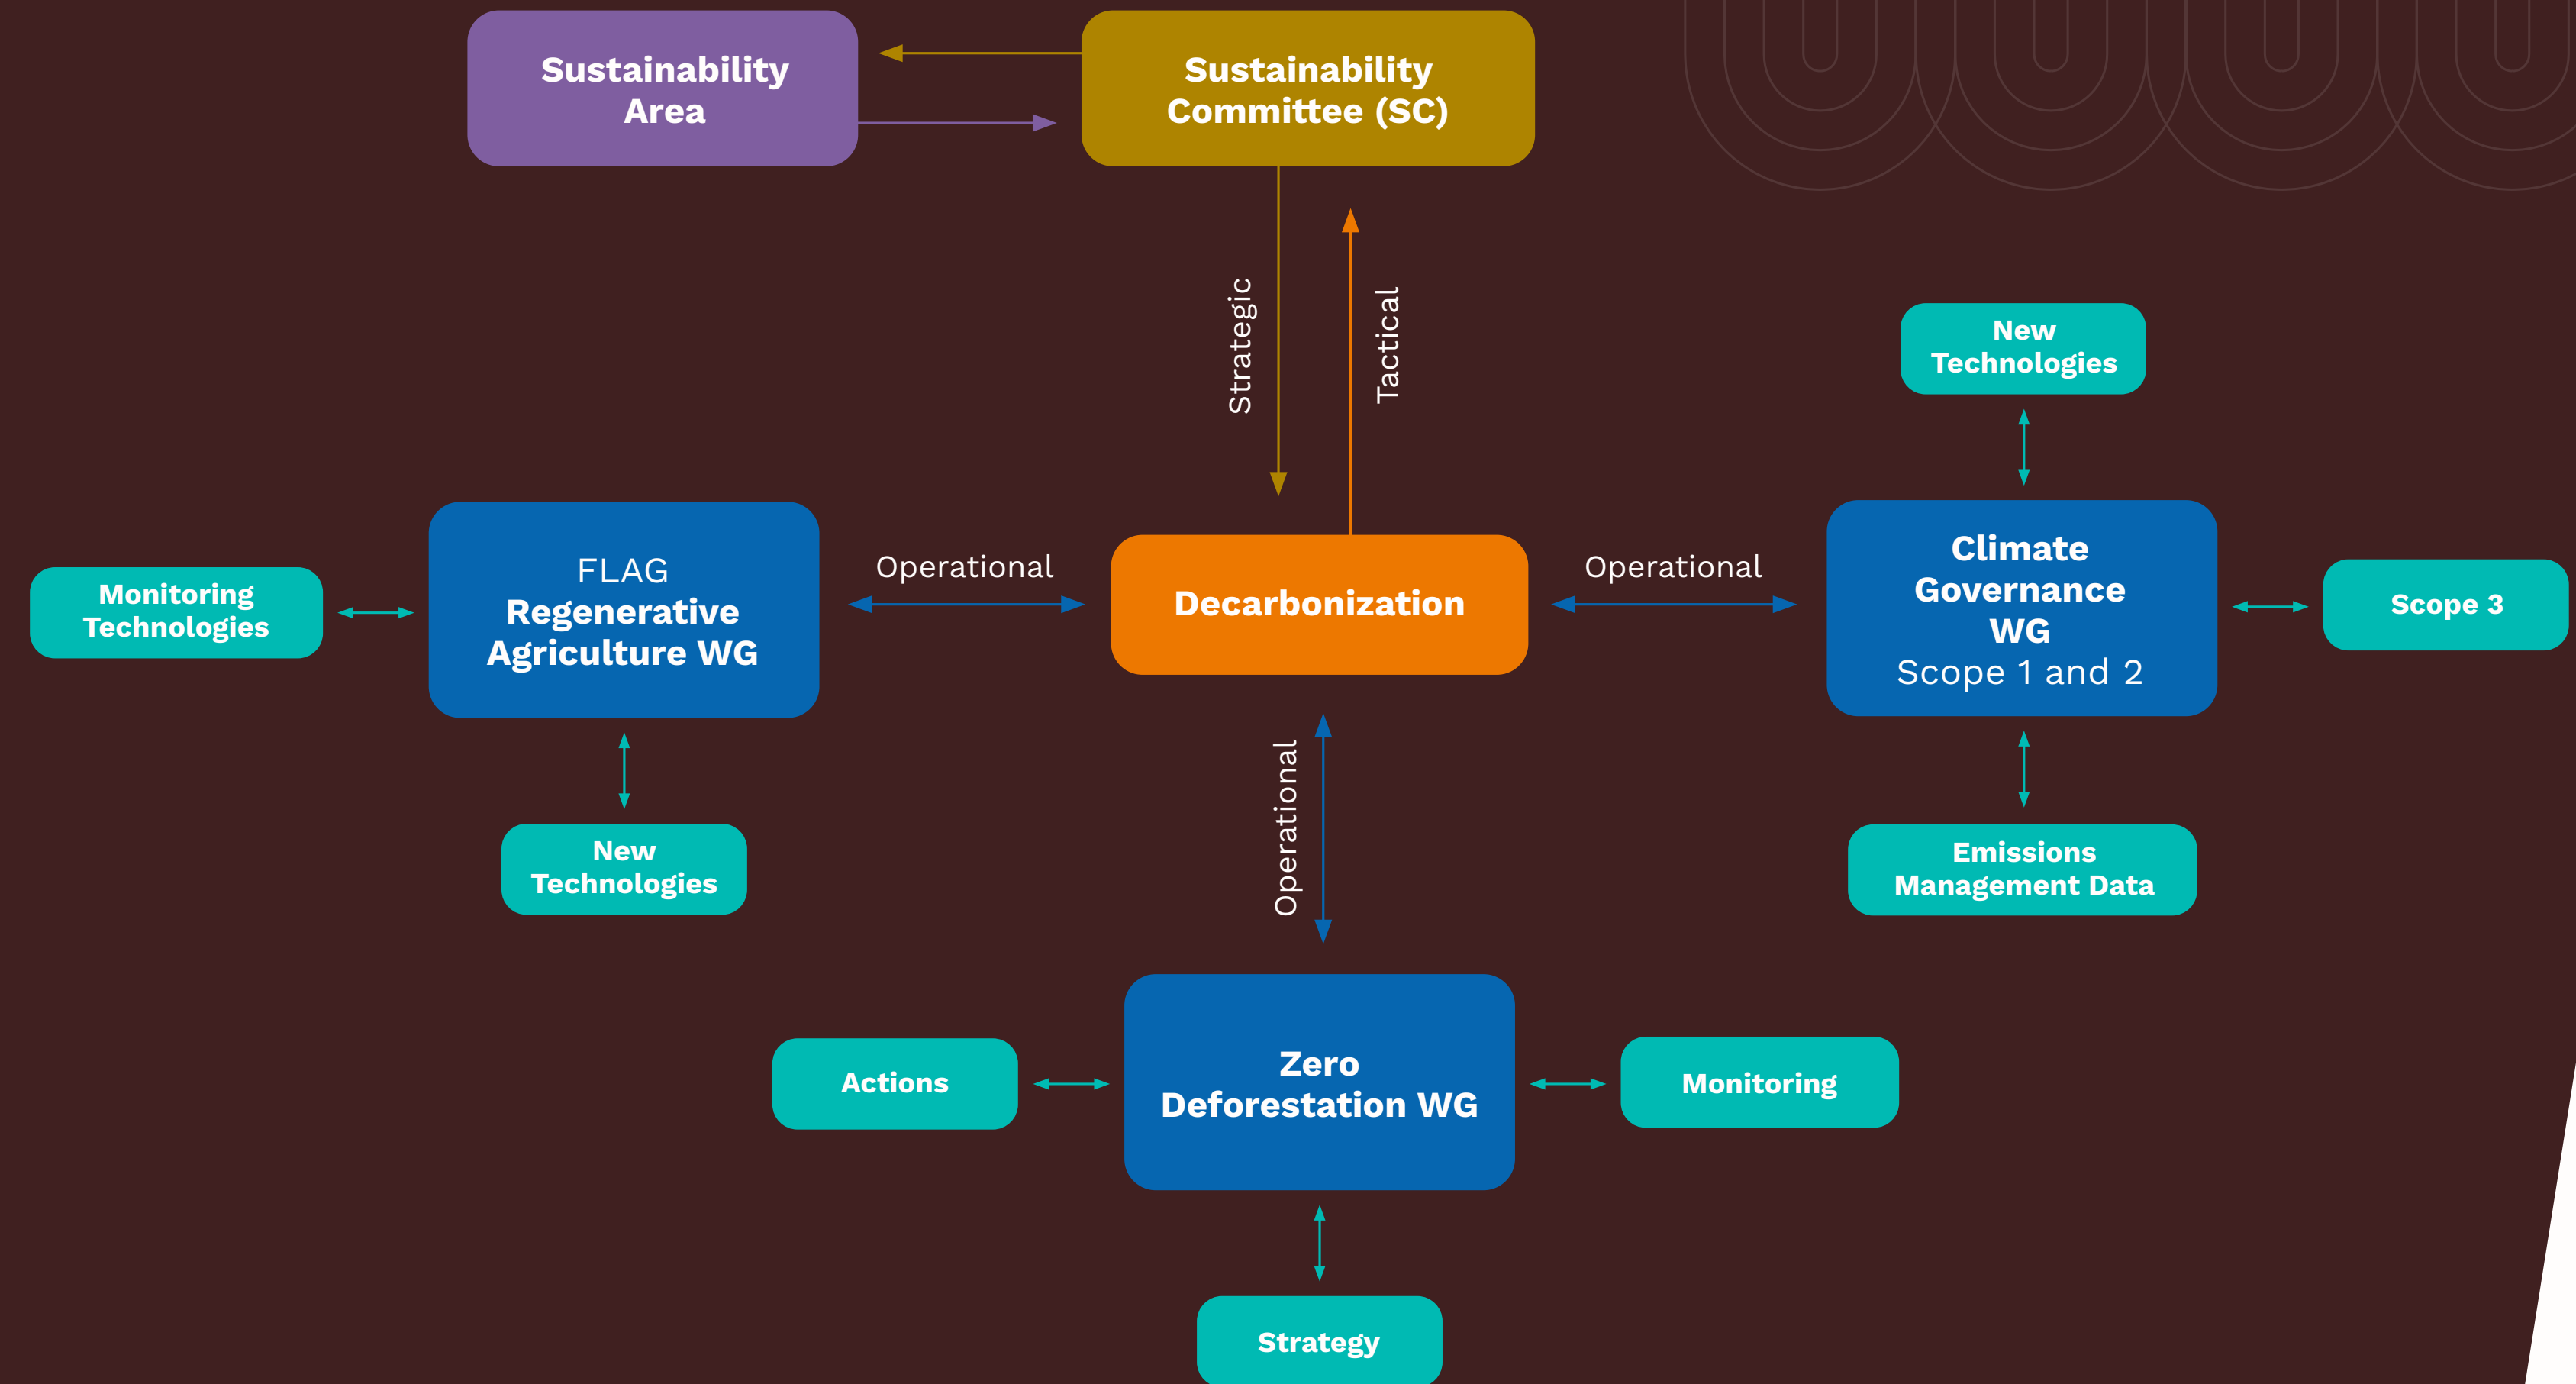 Sustainability
Area
Sustainability
Committee (SC)
Strategic
Tactical
New
Technologies
Monitoring
Technologies
FLAG
Regenerative
Agriculture WG
Operational
Decarbonization
Operational
Climate
Governance
WG
Scope 1 and 2
Scope 3
Operational
New
Technologies
Emissions
Management Data
Actions
Zero
Deforestation WG
Monitoring
Strategy